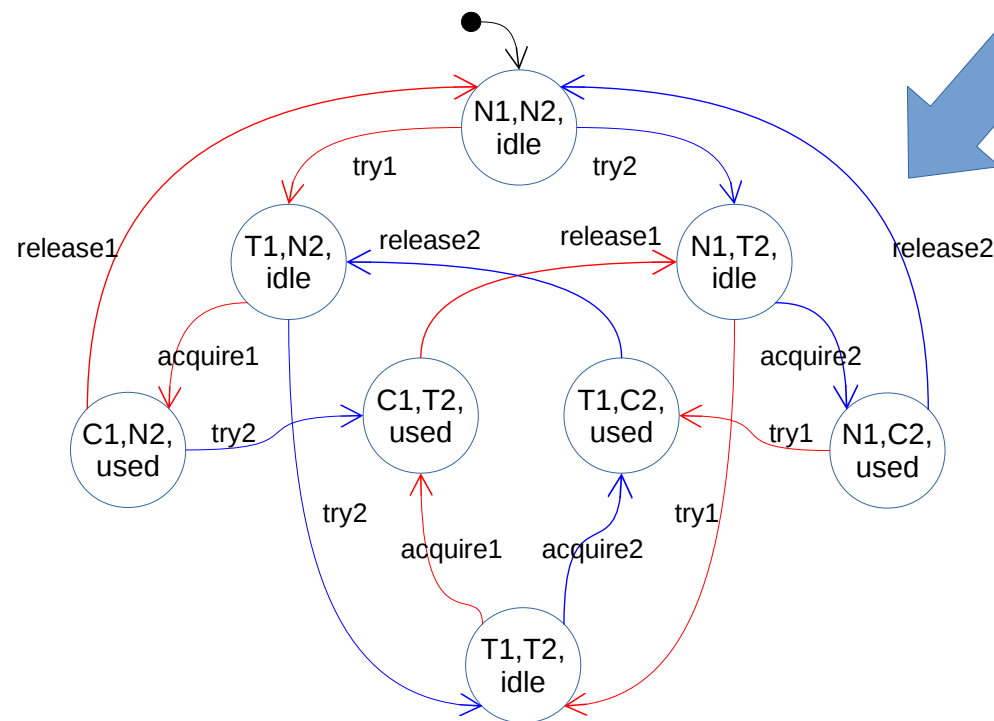 N1,N2,
idle
try1
try2
release1
T1,N2,
idle
release2
release1
N1,T2,
idle
release2
acquire1
acquire2
C1,N2,
used
try2
C1,T2,
used
T1,C2,
used
try1
N1,C2,
used
try2
acquire1
acquire2
try1
T1,T2,
idle